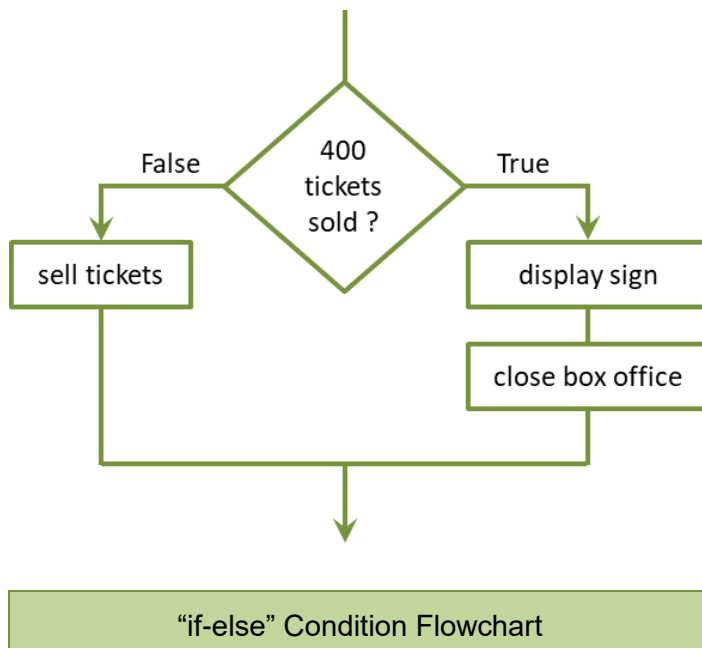 False
400
tickets
sold ?
True
sell tickets
display sign
close box office
“if-else” Condition Flowchart